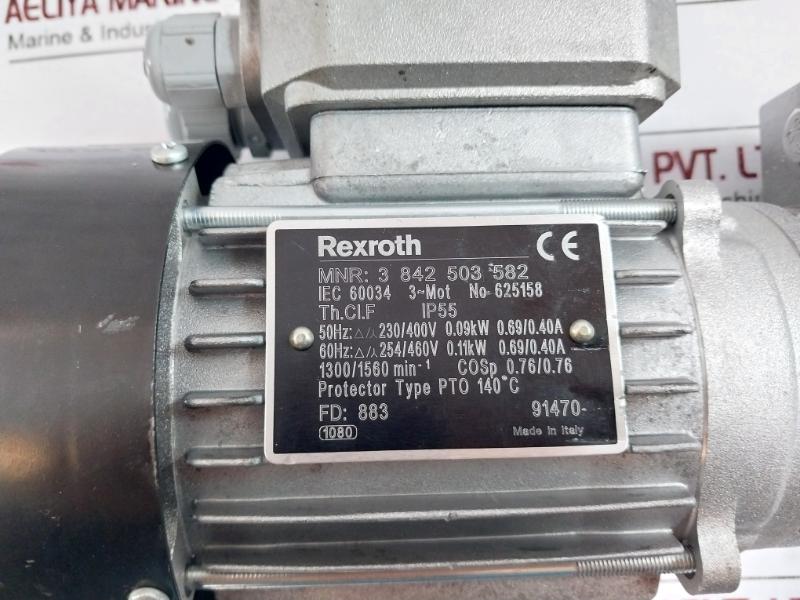 AELIYA MARINE
Marine & Indus
PVT. LT
Rexroth
CE
MNR: 3 842 503 582
IEC 60034 3~Mot No 625158
Th.Cl.F IP55
50Hz: △/⅄ 230/400V 0.09kW 0.69/0.40A
60Hz: △/⅄ 254/460V 0.11kW 0.69/0.40A
1300/1560 min⁻¹ COSp 0.76/0.76
Protector Type PTO 140°C
FD: 883 91470-
1080 Made in Italy